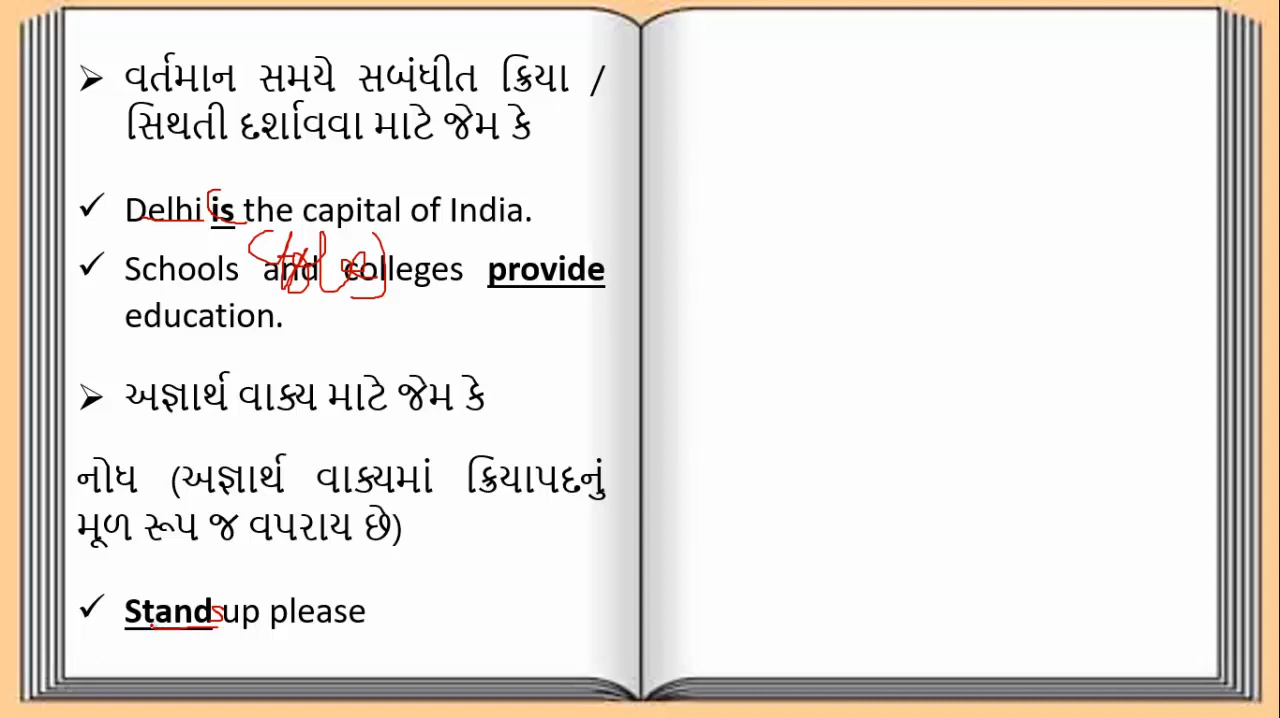 વર્તમાન સમયે સબંધીત ક્રિયા /
સિથતી દર્શાવવા માટે જેમ કે
Delhi is the capital of India.
Schools and colleges provide
education.
અજ્ઞાર્થ વાક્ય માટે જેમ કે
નોધ (અજ્ઞાર્થ વાક્યમાં ક્રિયાપદનું
મૂળ રૂપ જ વપરાય છે)
Stands up please